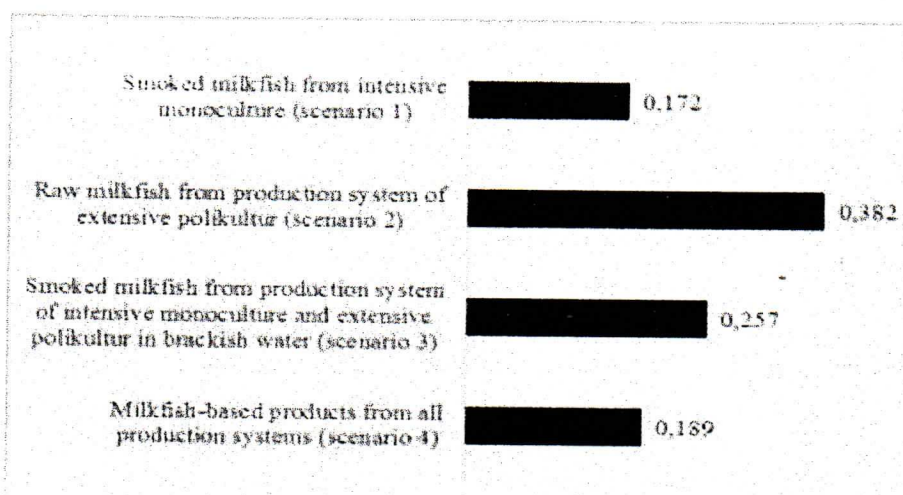 Smoked milkfish from intensive
monoculture (scenario 1)
0,172
Raw milkfish from production system of
extensive polikultur (scenario 2)
0,382
Smoked milkfish from production system
of intensive monoculture and extensive
polikultur in brackish water (scenario 3)
0,257
Milkfish-based products from all
production systems (scenario 4)
0,189